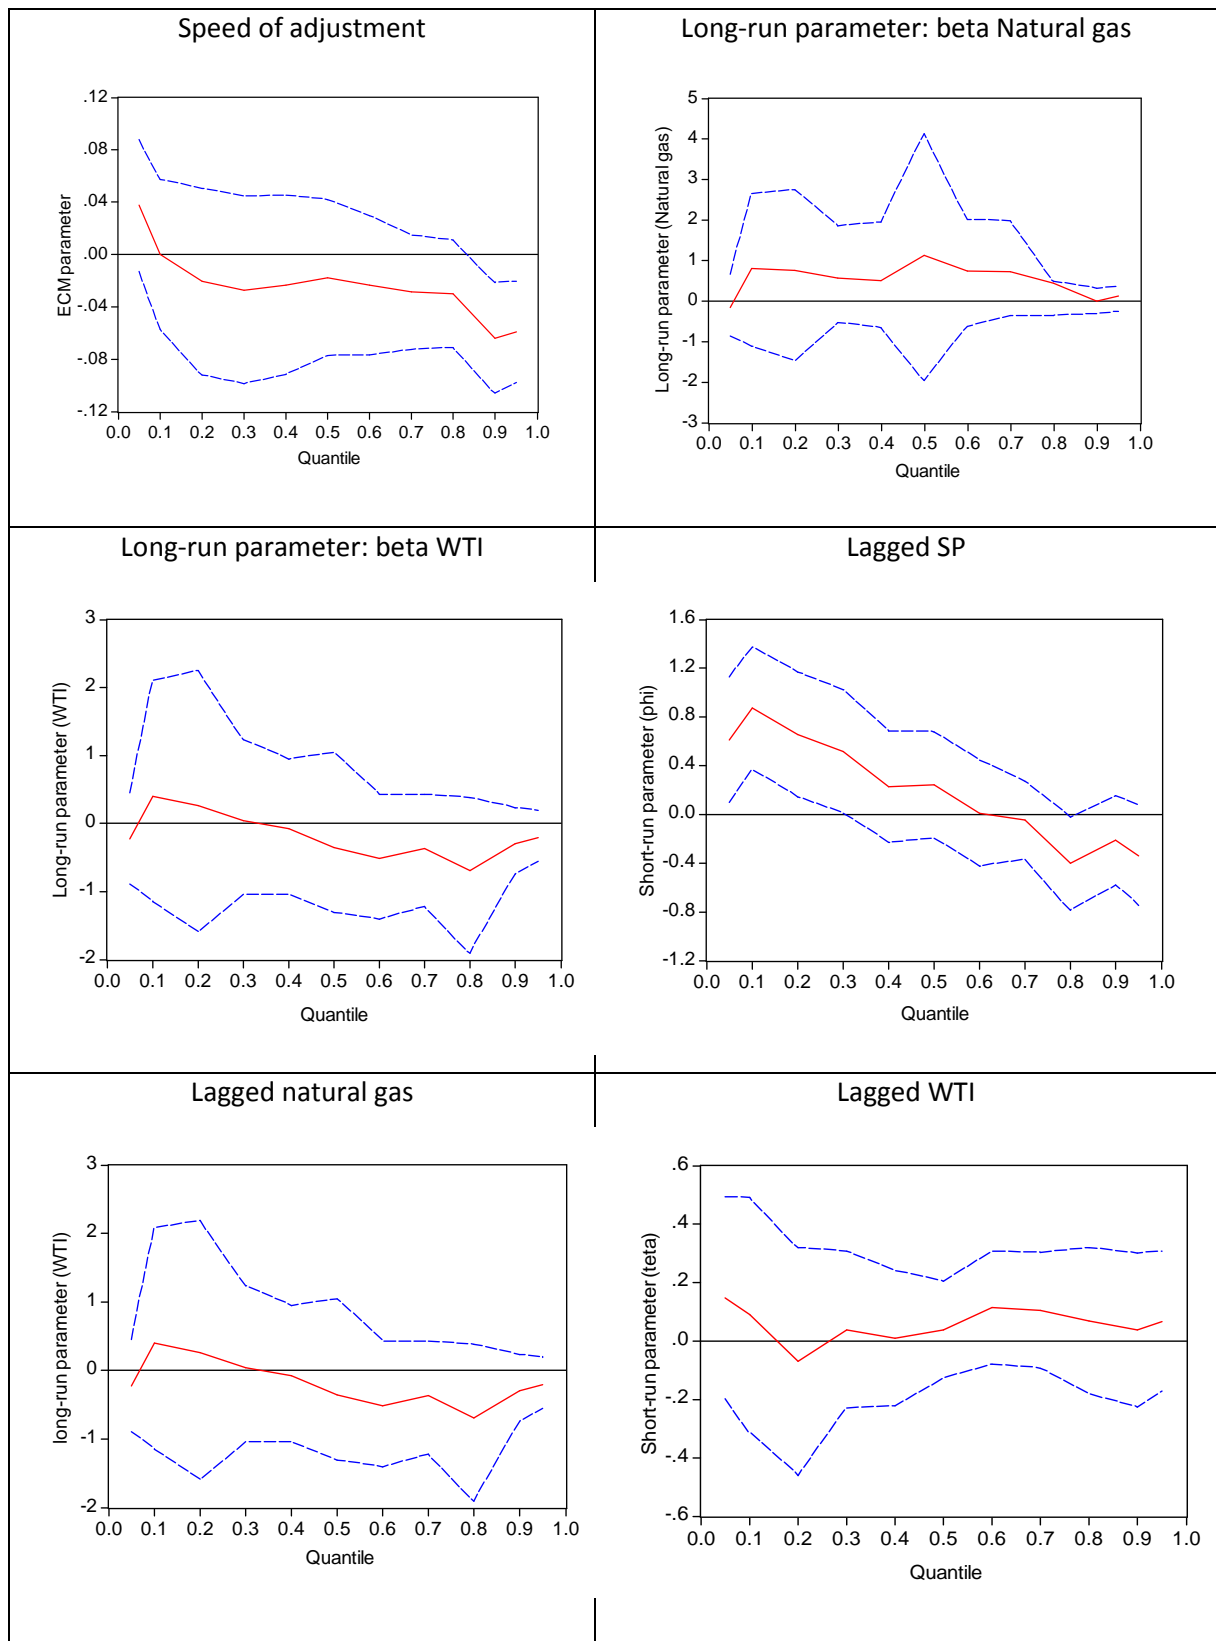 Speed of adjustment
.12
.08
.04
.00
-.04
-.08
-.12
ECM parameter
0.0 0.1 0.2 0.3 0.4 0.5 0.6 0.7 0.8 0.9 1.0
Quantile
Long-run parameter: beta Natural gas
5
4
3
2
1
0
-1
-2
-3
Long-run parameter (Natural gas)
0.0 0.1 0.2 0.3 0.4 0.5 0.6 0.7 0.8 0.9 1.0
Quantile
Long-run parameter: beta WTI
3
2
1
0
-1
-2
Long-run parameter (WTI)
0.0 0.1 0.2 0.3 0.4 0.5 0.6 0.7 0.8 0.9 1.0
Quantile
Lagged SP
1.6
1.2
0.8
0.4
0.0
-0.4
-0.8
-1.2
Short-run parameter (phi)
0.0 0.1 0.2 0.3 0.4 0.5 0.6 0.7 0.8 0.9 1.0
Quantile
Lagged natural gas
3
2
1
0
-1
-2
long-run parameter (WTI)
0.0 0.1 0.2 0.3 0.4 0.5 0.6 0.7 0.8 0.9 1.0
Quantile
Lagged WTI
.6
.4
.2
.0
-.2
-.4
-.6
Short-run parameter (teta)
0.0 0.1 0.2 0.3 0.4 0.5 0.6 0.7 0.8 0.9 1.0
Quantile